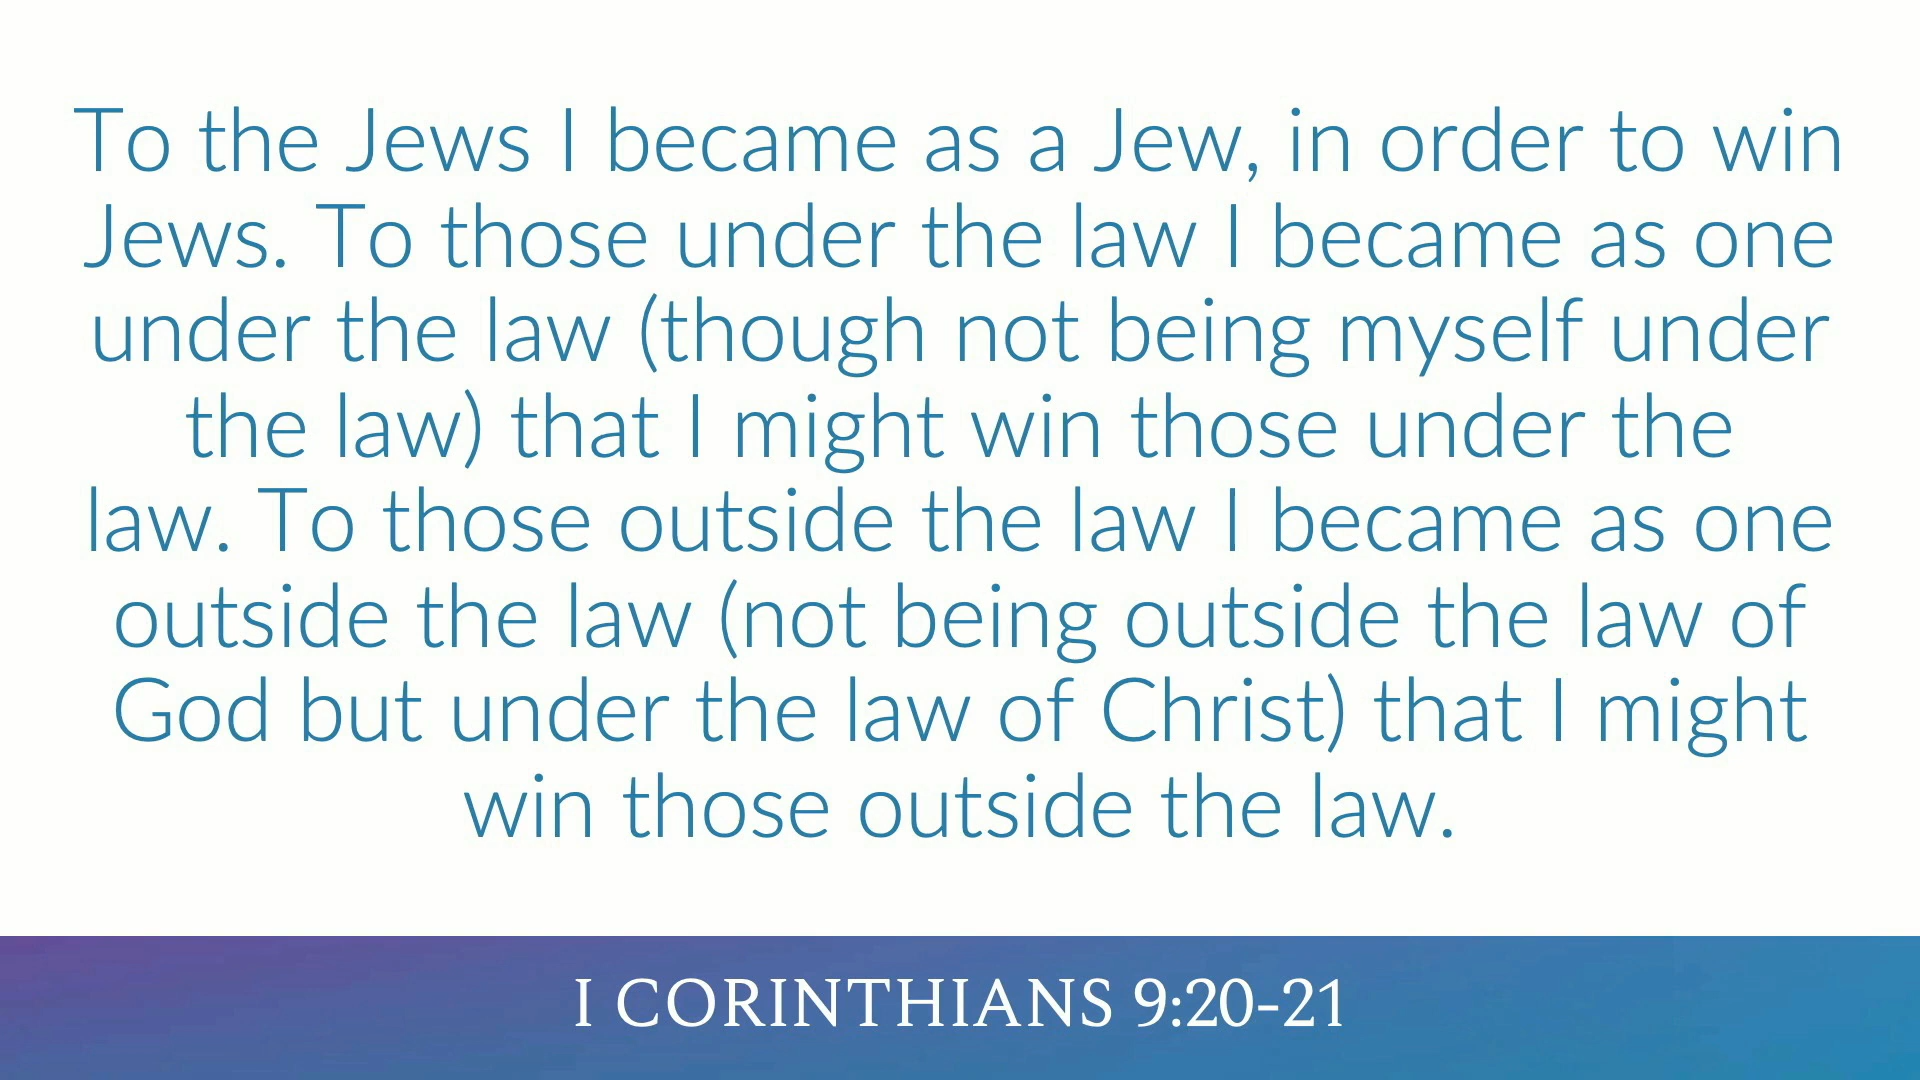 To the Jews I became as a Jew, in order to win
Jews. To those under the law I became as one
under the law (though not being myself under
the law) that I might win those under the
law. To those outside the law I became as one
outside the law (not being outside the law of
God but under the law of Christ) that I might
win those outside the law.
I CORINTHIANS 9:20-21